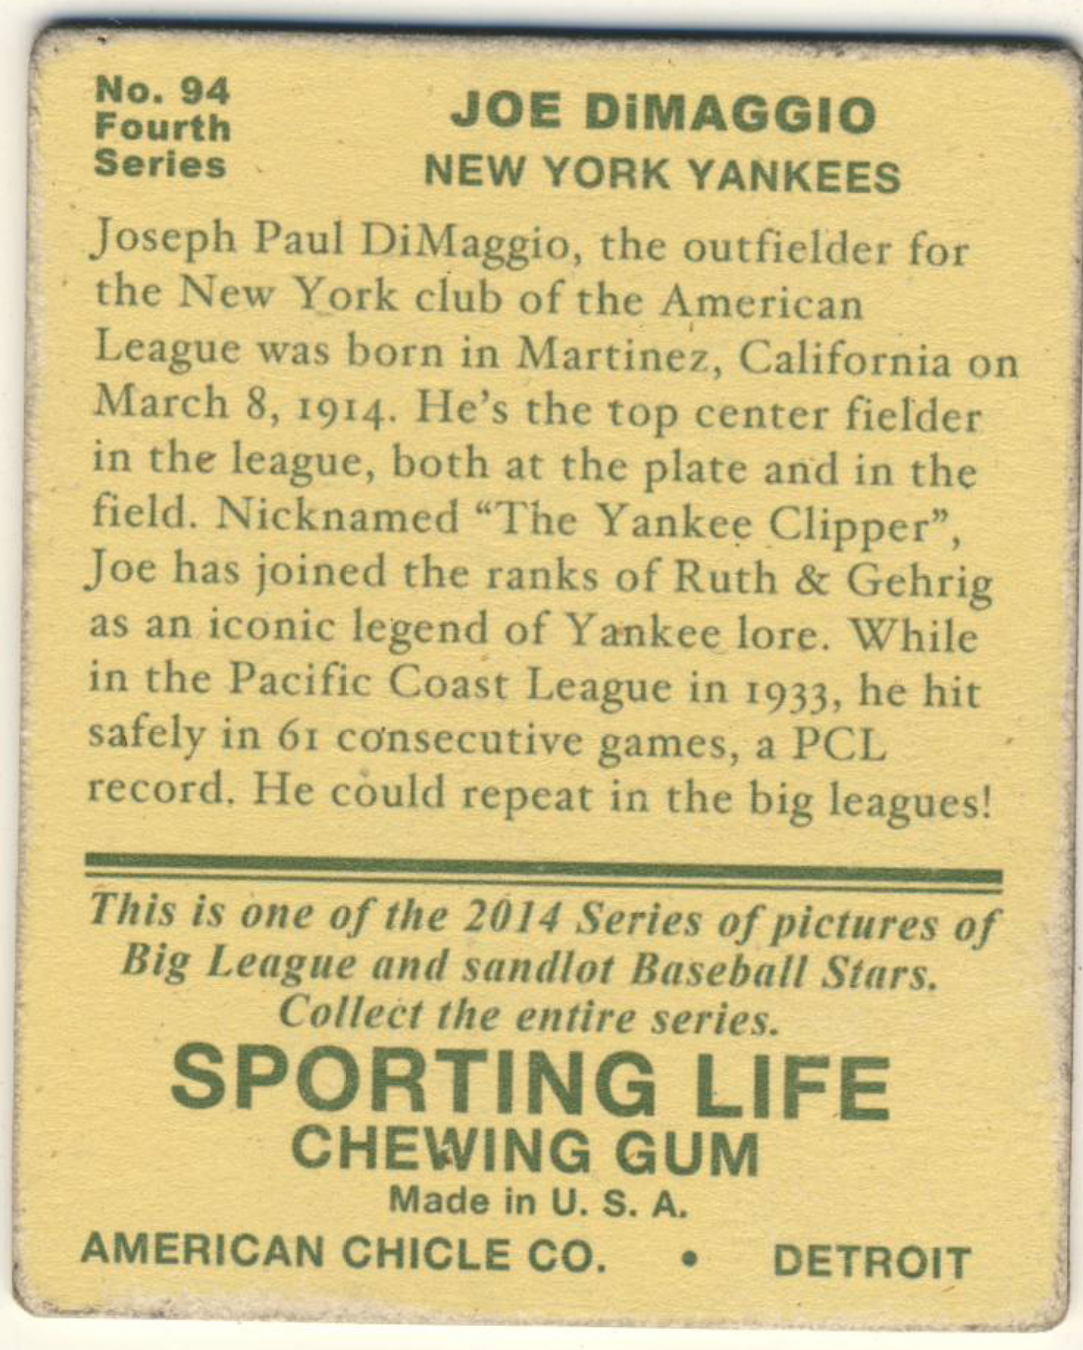 No. 94
Fourth
Series
JOE DiMAGGIO
NEW YORK YANKEES
Joseph Paul DiMaggio, the outfielder for
the New York club of the American
League was born in Martinez, California on
March 8, 1914. He's the top center fielder
in the league, both at the plate and in the
field. Nicknamed “The Yankee Clipper”,
Joe has joined the ranks of Ruth & Gehrig
as an iconic legend of Yankee lore. While
in the Pacific Coast League in 1933, he hit
safely in 61 consecutive games, a PCL
record. He could repeat in the big leagues!
This is one of the 2014 Series of pictures of
Big League and sandlot Baseball Stars.
Collect the entire series.
SPORTING LIFE
CHEWING GUM
Made in U. S. A.
AMERICAN CHICLE CO. • DETROIT